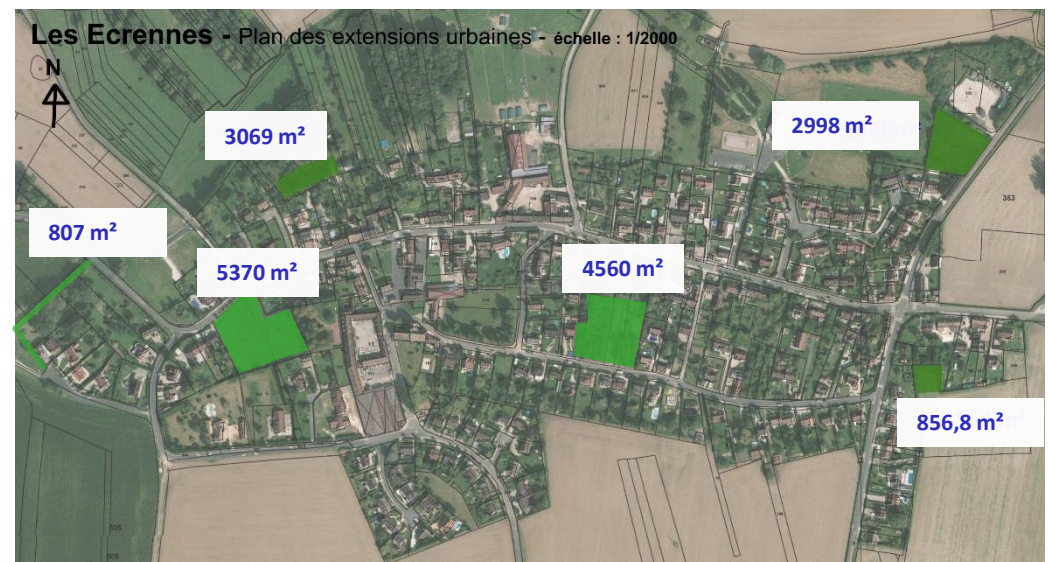 Les Ecrennes - Plan des extensions urbaines - échelle : 1/2000
N
3069 m²
2998 m²
807 m²
5370 m²
4560 m²
353
856,8 m²